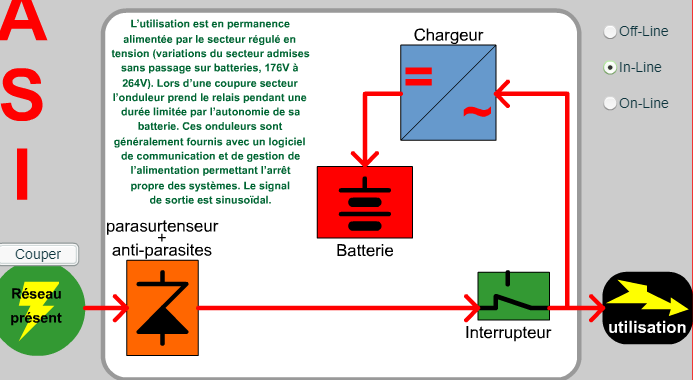 A
S
I
L'utilisation est en permanence
alimentée par le secteur régulé en
tension (variations du secteur admises
sans passage sur batteries, 176V à
264V). Lors d'une coupure secteur
l'onduleur prend le relais pendant une
durée limitée par l'autonomie de sa
batterie. Ces onduleurs sont
généralement fournis avec un logiciel
de communication et de gestion de
l'alimentation permettant l'arrêt
propre des systèmes. Le signal
de sortie est sinusoïdal.
Chargeur
=
~
Off-Line
In-Line
On-Line
Batterie
parasurtenseur
+
anti-parasites
Couper
Réseau
présent
Interrupteur
utilisation